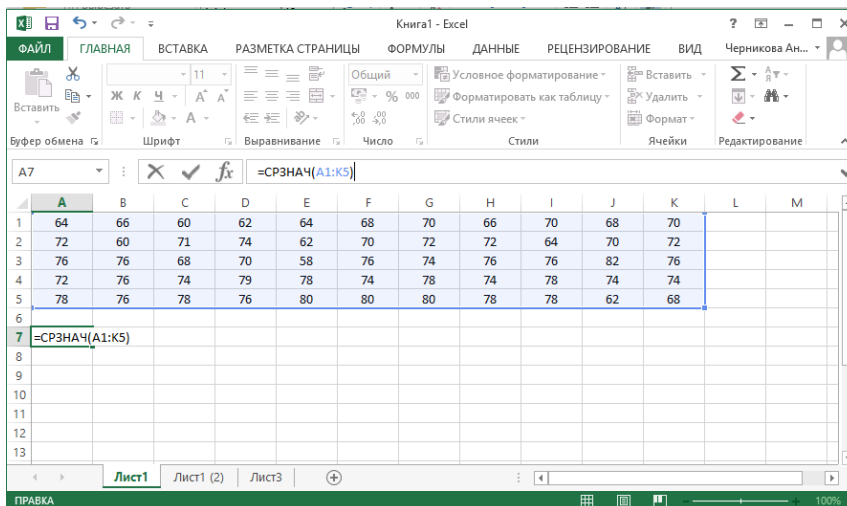 Книга1 - Excel
ФАЙЛ ГЛАВНАЯ ВСТАВКА РАЗМЕТКА СТРАНИЦЫ ФОРМУЛЫ ДАННЫЕ РЕЦЕНЗИРОВАНИЕ ВИД Черникова Ан...
Вставить
11
Ж К Ч
Общий
% 000
Условное форматирование
Форматировать как таблицу
Стили ячеек
Вставить
Удалить
Формат
Буфер обмена Шрифт Выравнивание Число Стили Ячейки Редактирование
A7 fx =СРЗНАЧ(A1:K5)
A B C D E F G H I J K L M
1 64 66 60 62 64 68 70 66 70 68 70
2 72 60 71 74 62 70 72 72 64 70 72
3 76 76 68 70 58 76 74 76 76 82 76
4 72 76 74 79 78 74 78 74 78 74 74
5 78 76 78 76 80 80 80 78 78 62 68
6
7 =СРЗНАЧ(A1:K5)
8
9
10
11
12
13
Лист1 Лист1 (2) Лист3
ПРАВКА 100%